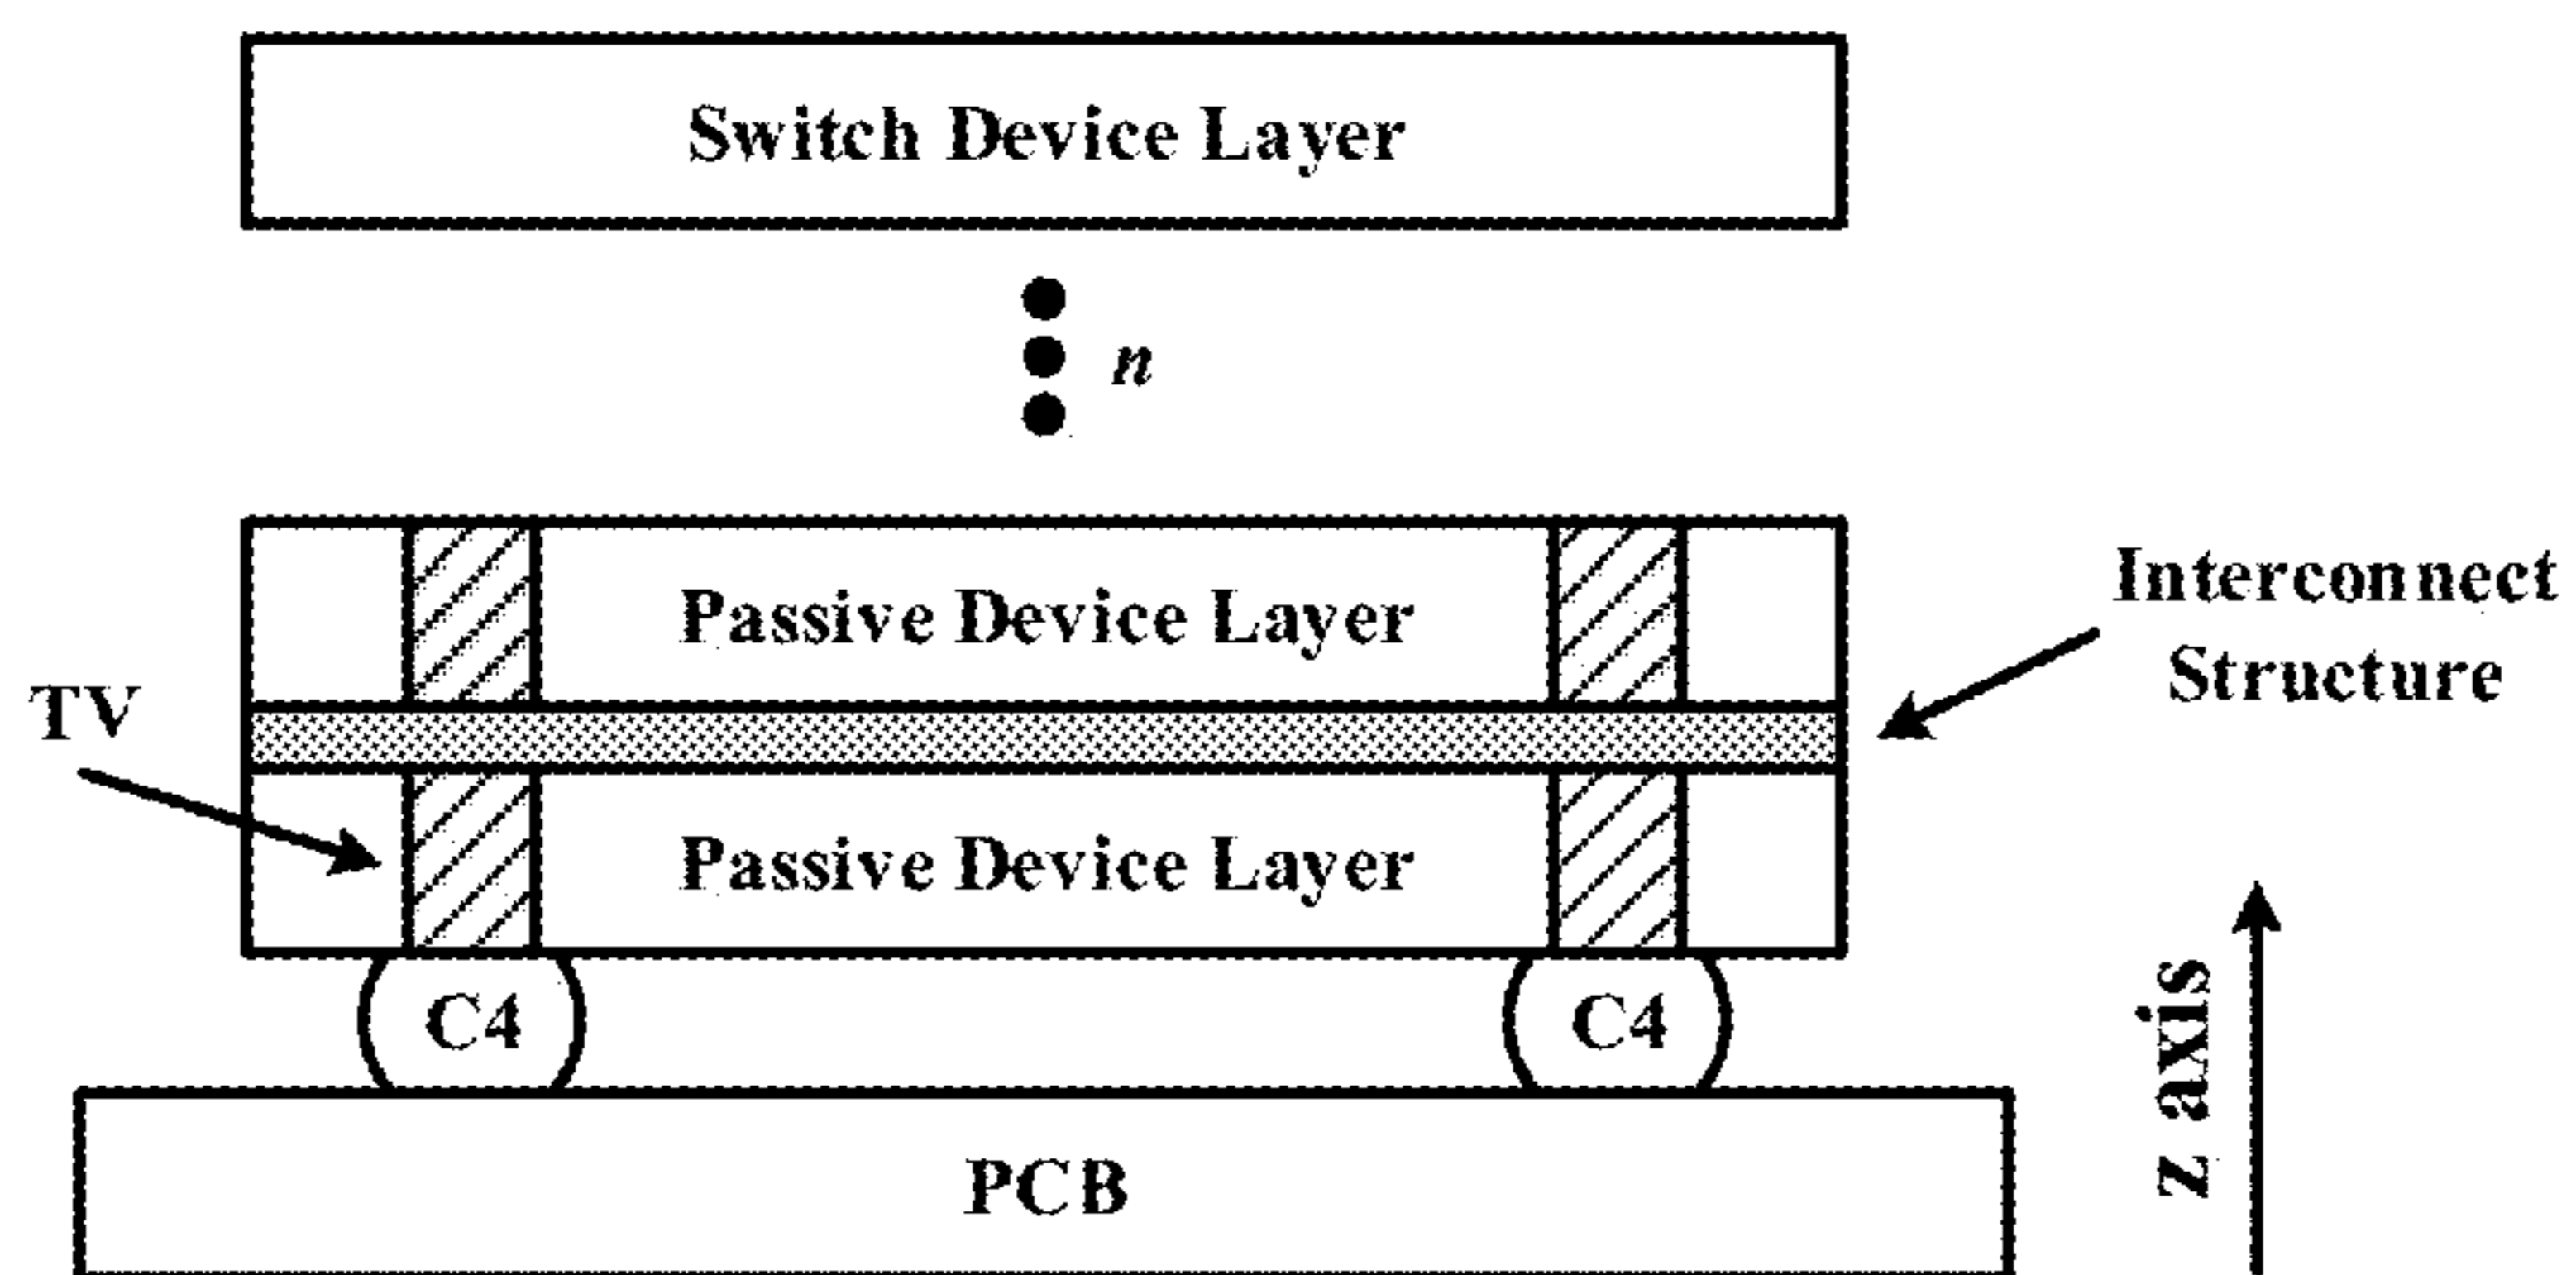 Switch Device Layer
n
Passive Device Layer
Interconnect
Structure
TV
Passive Device Layer
C4
C4
z axis
PCB